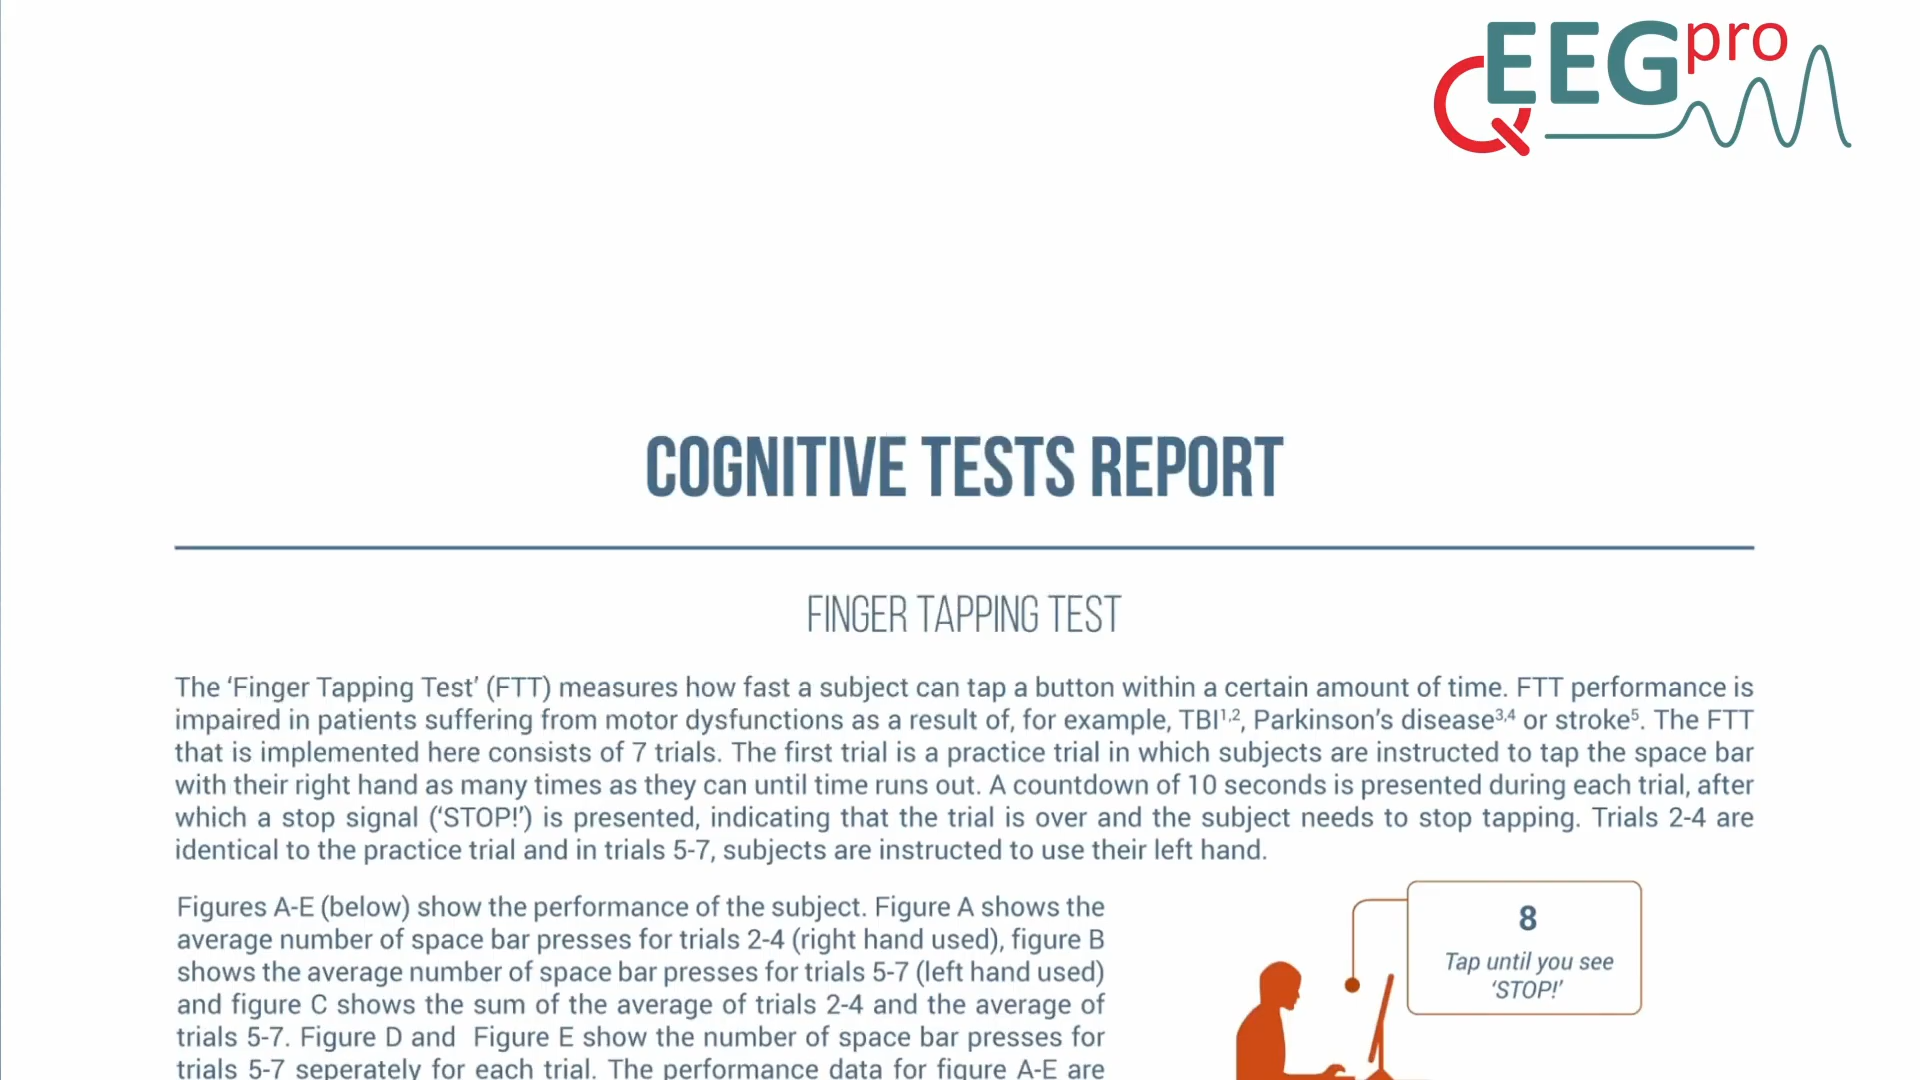 QEEGpro
COGNITIVE TESTS REPORT
FINGER TAPPING TEST
The ‘Finger Tapping Test’ (FTT) measures how fast a subject can tap a button within a certain amount of time. FTT performance is
impaired in patients suffering from motor dysfunctions as a result of, for example, TBI¹,², Parkinson’s disease³,⁴ or stroke⁵. The FTT
that is implemented here consists of 7 trials. The first trial is a practice trial in which subjects are instructed to tap the space bar
with their right hand as many times as they can until time runs out. A countdown of 10 seconds is presented during each trial, after
which a stop signal (‘STOP!’) is presented, indicating that the trial is over and the subject needs to stop tapping. Trials 2-4 are
identical to the practice trial and in trials 5-7, subjects are instructed to use their left hand.
Figures A-E (below) show the performance of the subject. Figure A shows the
average number of space bar presses for trials 2-4 (right hand used), figure B
shows the average number of space bar presses for trials 5-7 (left hand used)
and figure C shows the sum of the average of trials 2-4 and the average of
trials 5-7. Figure D and Figure E show the number of space bar presses for
trials 5-7 seperately for each trial. The performance data for figure A-E are
8
Tap until you see
‘STOP!’